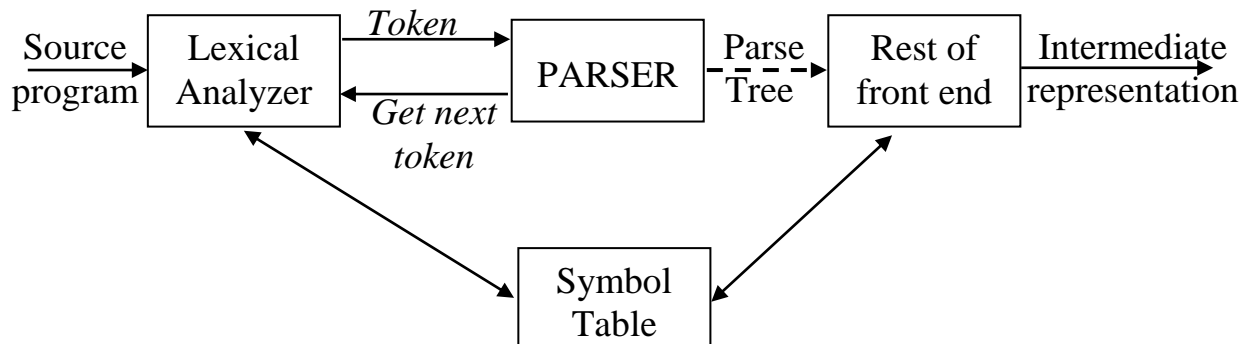 Source
program
Lexical
Analyzer
Token
Get next
token
PARSER
Parse
Tree
Rest of
front end
Intermediate
representation
Symbol
Table